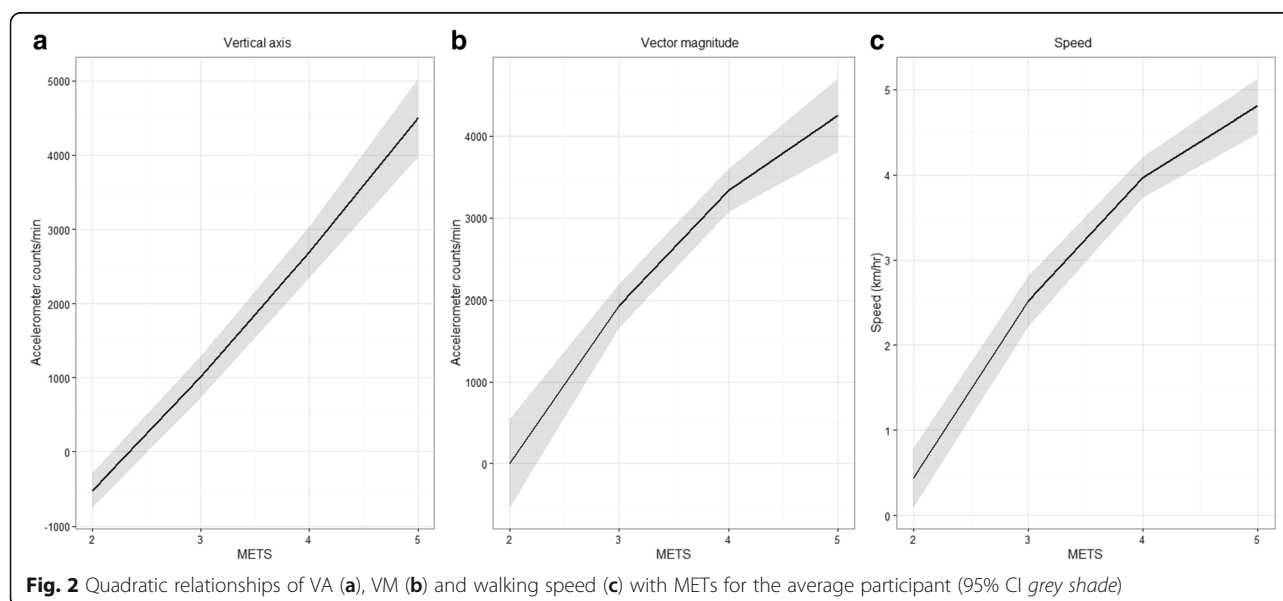 a
Vertical axis
5000
4000
3000
2000
1000
0
-1000
Accelerometer counts/min
2 3 4 5
METS
b
Vector magnitude
4000
3000
2000
1000
0
Accelerometer counts/min
2 3 4 5
METS
c
Speed
5
4
3
2
1
0
Speed (km/hr)
2 3 4 5
METS
Fig. 2 Quadratic relationships of VA (a), VM (b) and walking speed (c) with METs for the average participant (95% CI grey shade)